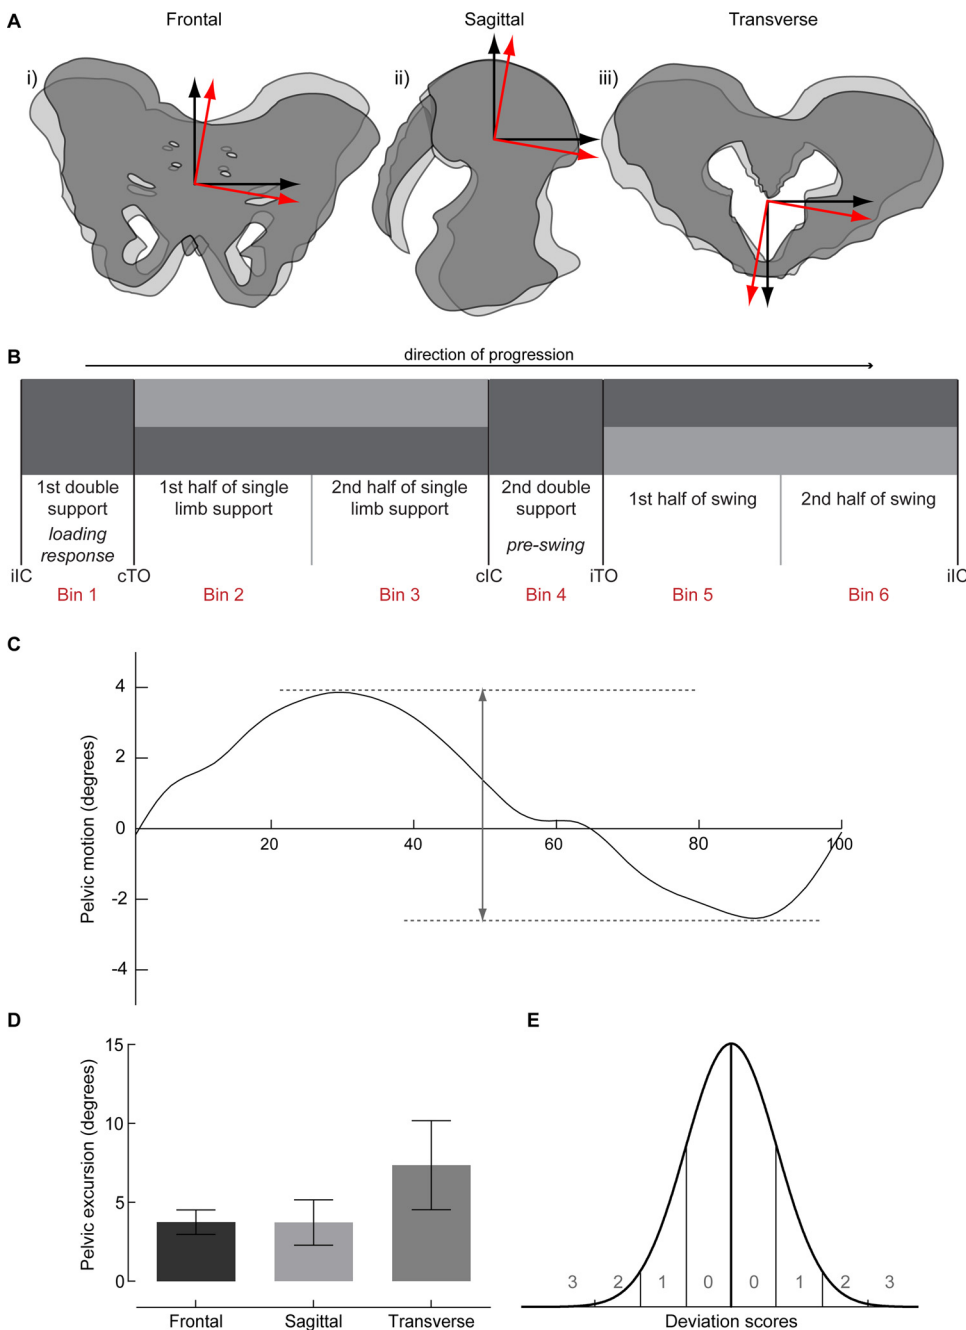 A
Frontal
Sagittal
Transverse
i)
ii)
iii)
B
direction of progression
1st double
support
loading
response
1st half of single
limb support
2nd half of single
limb support
2nd double
support
pre-swing
1st half of swing
2nd half of swing
iIC
cTO
cIC
iTO
iIC
Bin 1
Bin 2
Bin 3
Bin 4
Bin 5
Bin 6
C
Pelvic motion (degrees)
4
2
0
-2
-4
20
40
60
80
100
D
Pelvic excursion (degrees)
15
10
5
0
Frontal
Sagittal
Transverse
E
3 2 1 0 0 1 2 3
Deviation scores